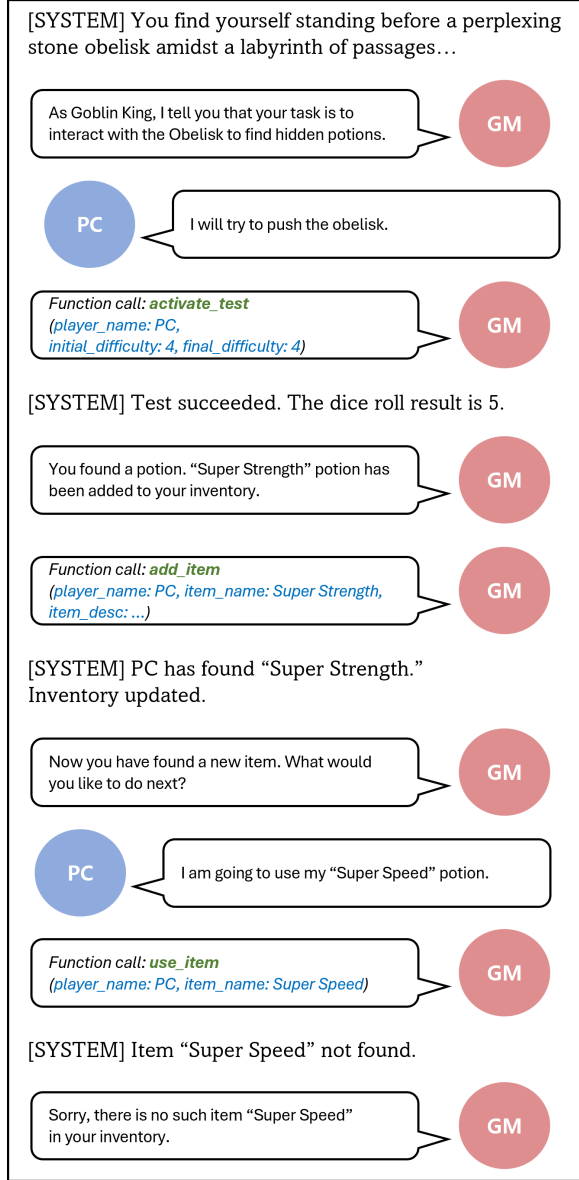 [SYSTEM] You find yourself standing before a perplexing
stone obelisk amidst a labyrinth of passages…
As Goblin King, I tell you that your task is to
interact with the Obelisk to find hidden potions.
GM
PC
I will try to push the obelisk.
Function call: activate_test
(player_name: PC,
initial_difficulty: 4, final_difficulty: 4)
GM
[SYSTEM] Test succeeded. The dice roll result is 5.
You found a potion. “Super Strength” potion has
been added to your inventory.
GM
Function call: add_item
(player_name: PC, item_name: Super Strength,
item_desc: ...)
GM
[SYSTEM] PC has found “Super Strength.”
Inventory updated.
Now you have found a new item. What would
you like to do next?
GM
PC
I am going to use my “Super Speed” potion.
Function call: use_item
(player_name: PC, item_name: Super Speed)
GM
[SYSTEM] Item “Super Speed” not found.
Sorry, there is no such item “Super Speed”
in your inventory.
GM